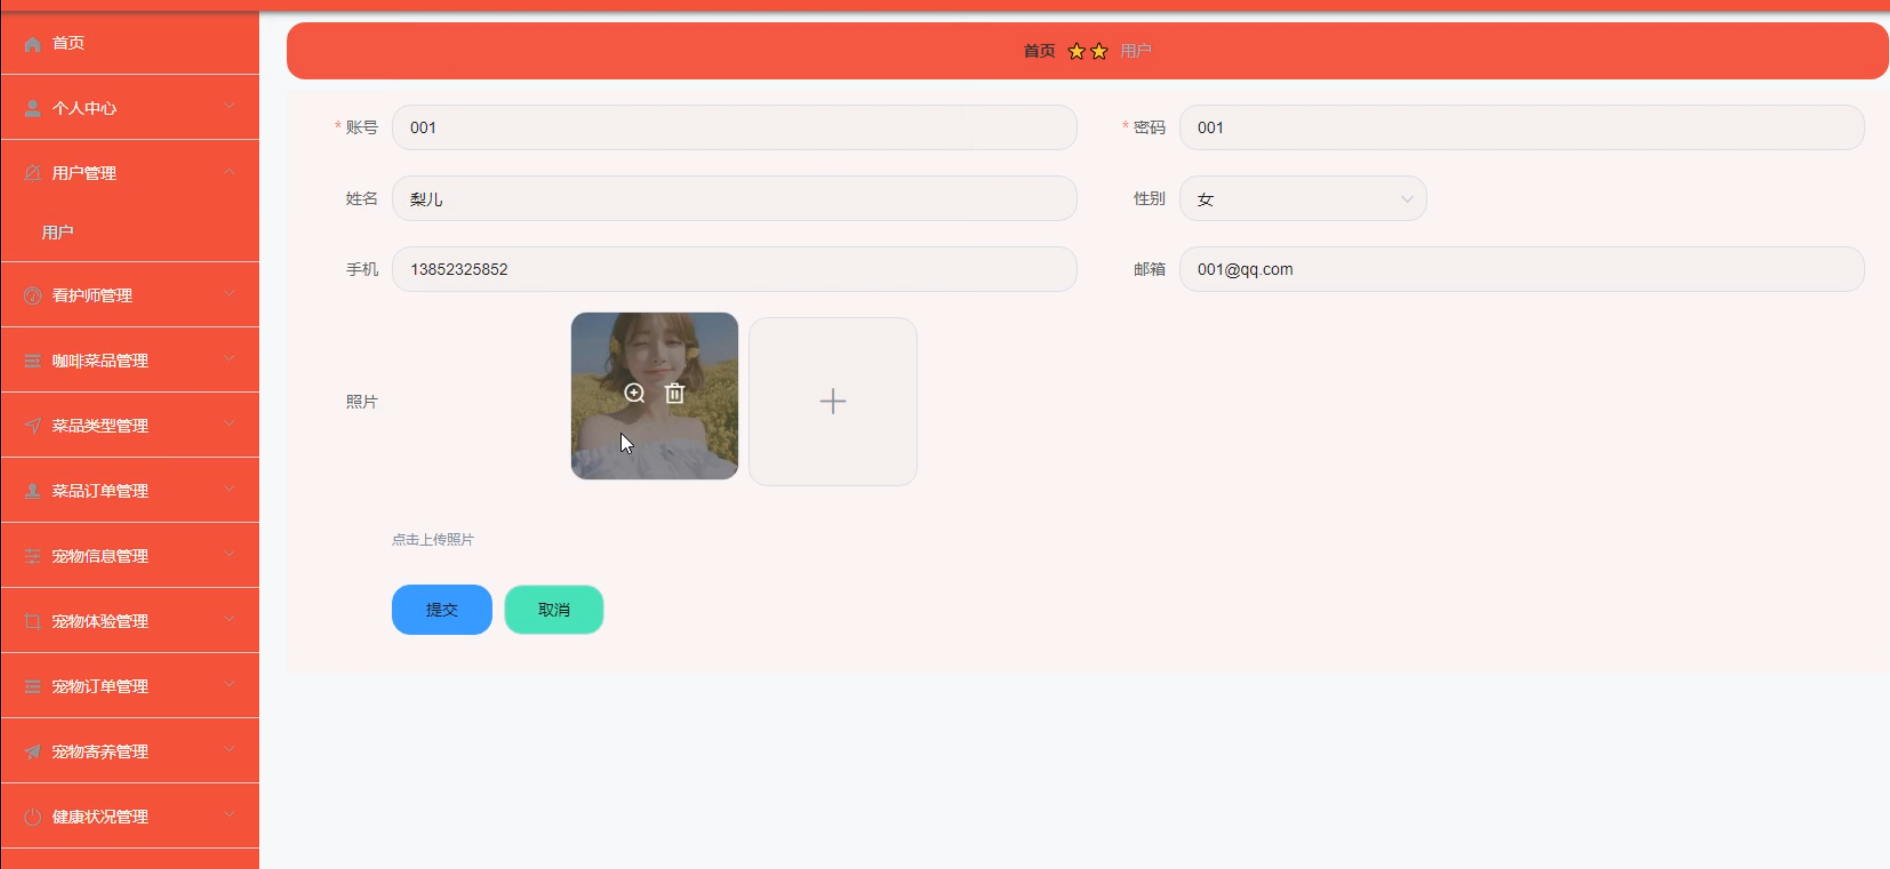 首页
个人中心
用户管理
用户
看护师管理
咖啡菜品管理
菜品类型管理
菜品订单管理
宠物信息管理
宠物体验管理
宠物订单管理
宠物寄养管理
健康状况管理
首页 用户
* 账号 001 * 密码 001
姓名 梨儿 性别 女
手机 13852325852 邮箱 001@qq.com
照片
点击上传照片
提交 取消